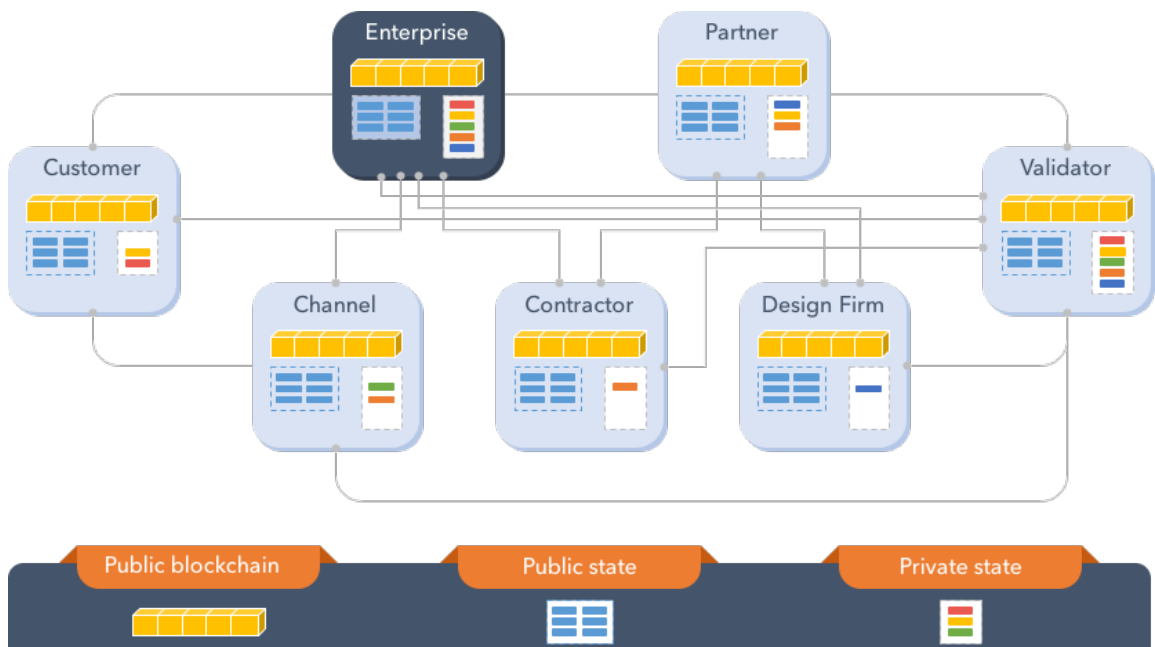 Enterprise
Partner
Customer
Validator
Channel
Contractor
Design Firm
Public blockchain
Public state
Private state